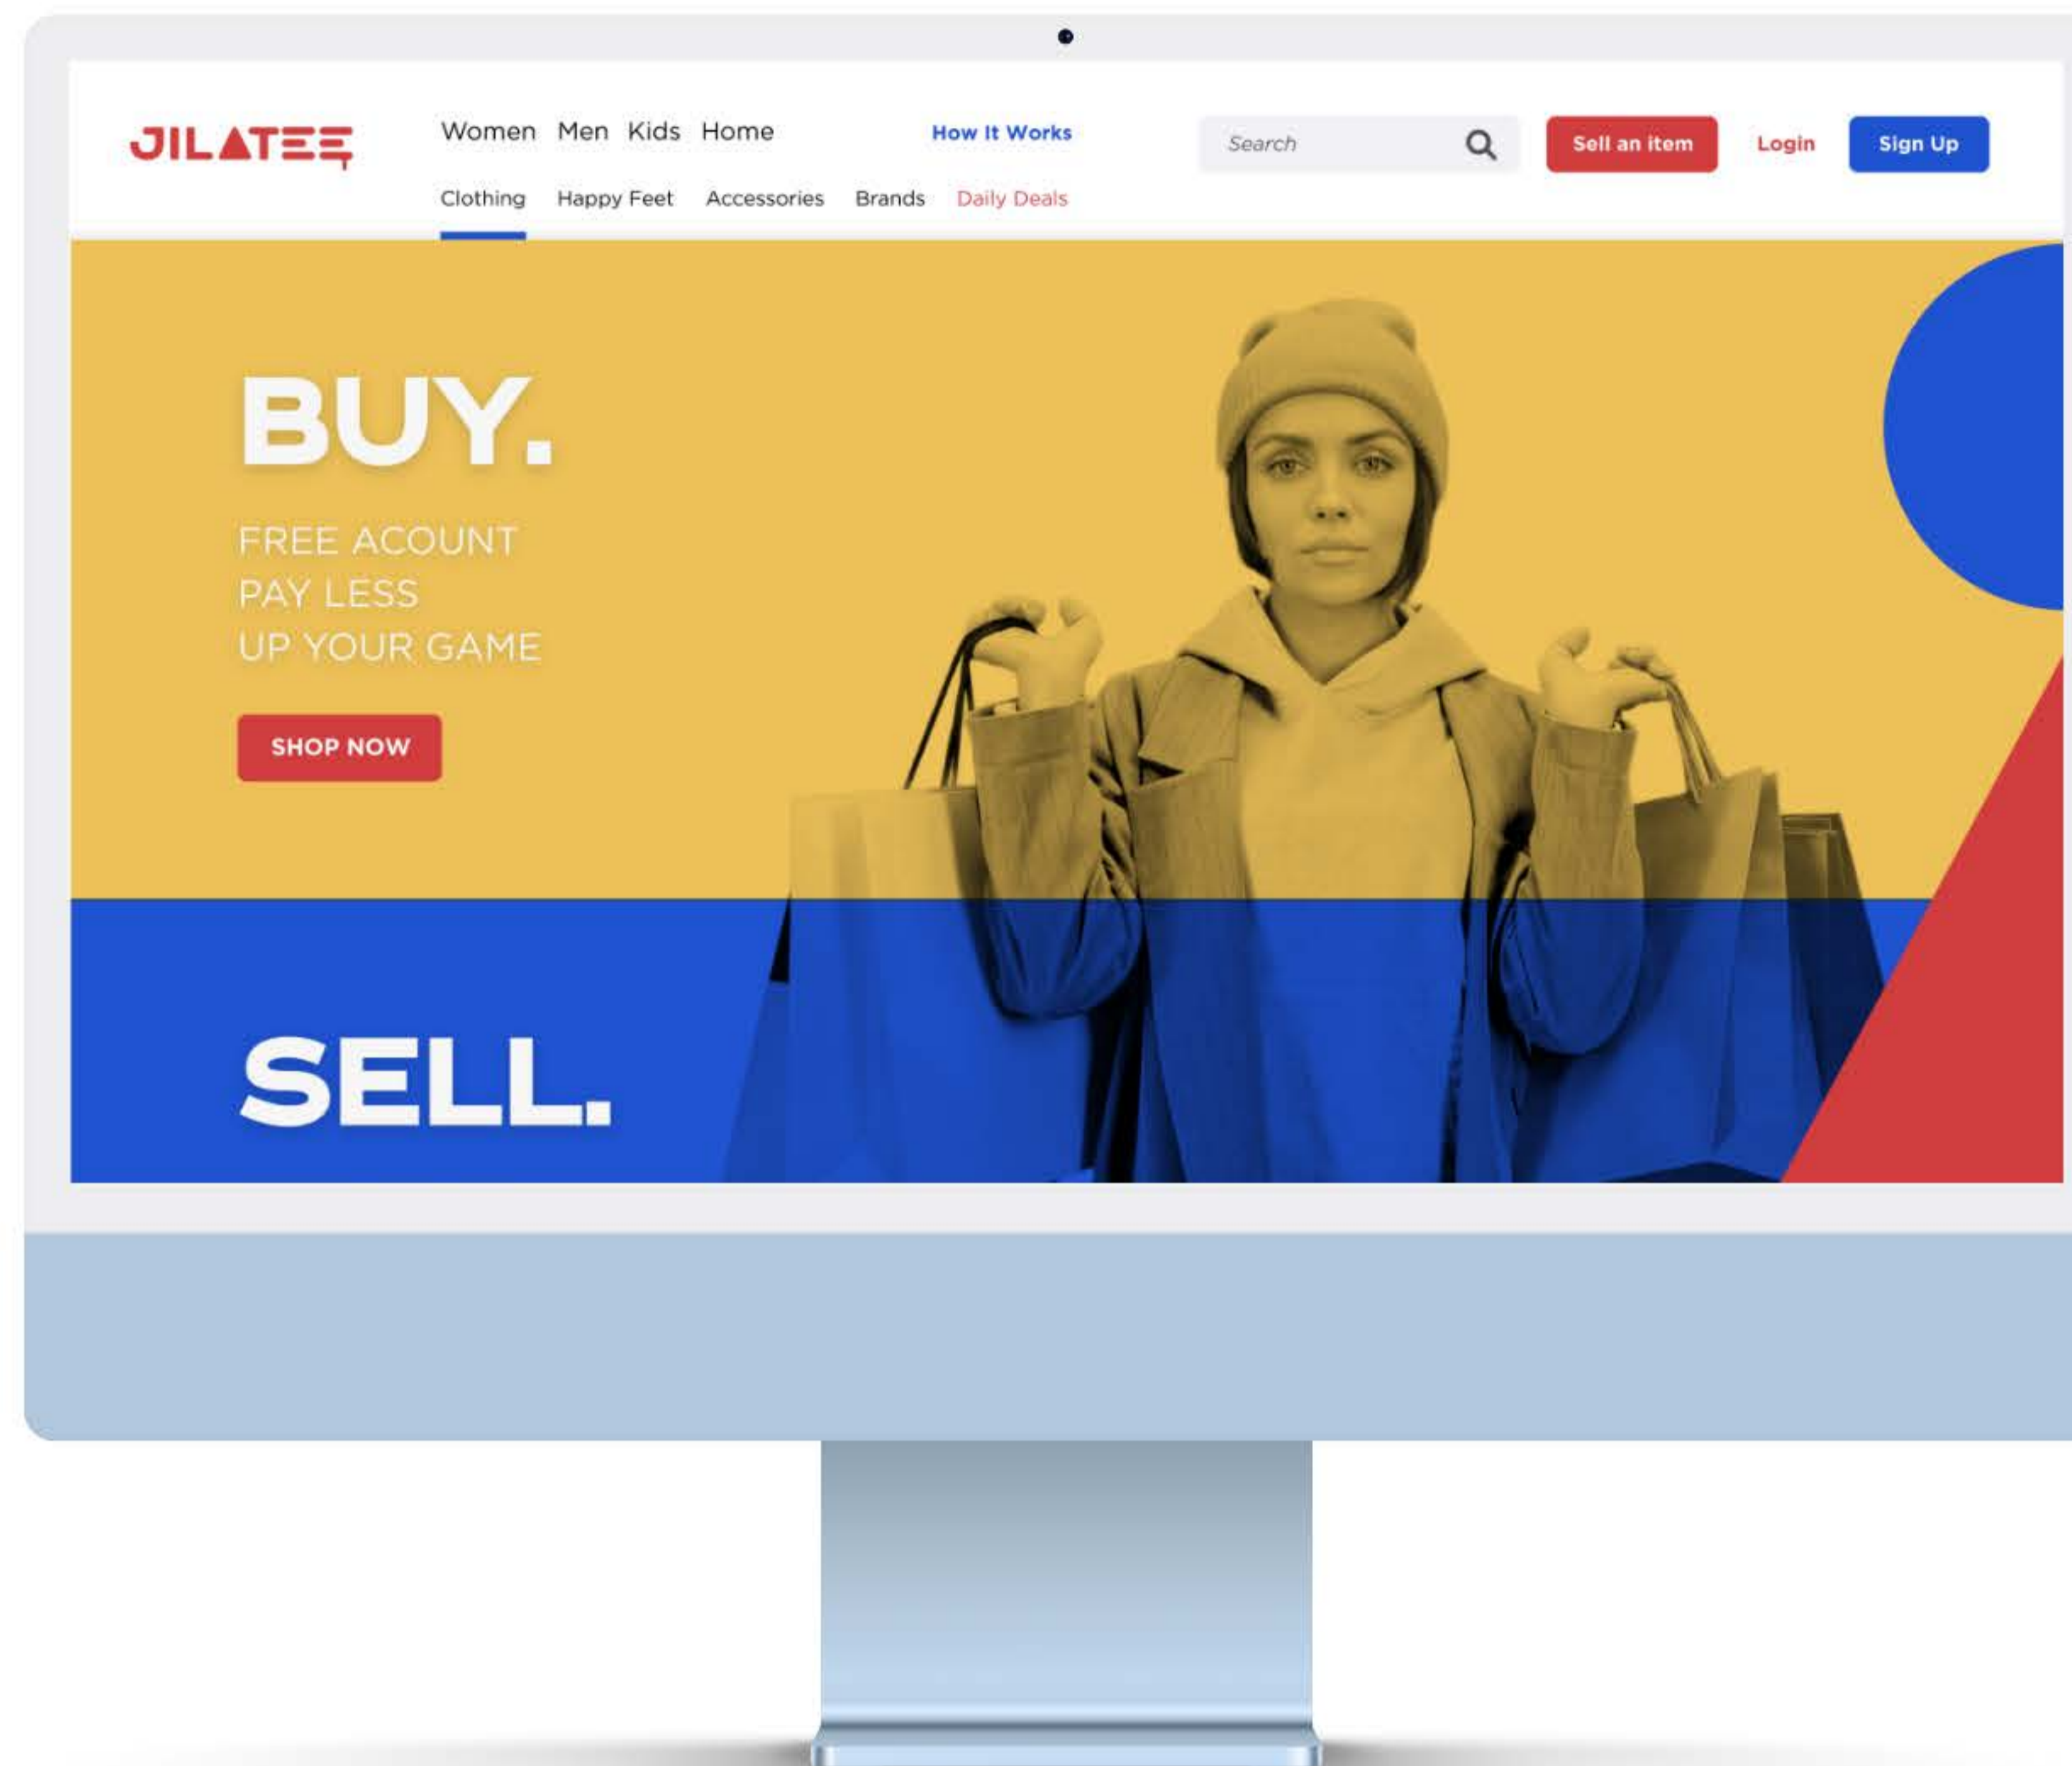 JILATEE
Women Men Kids Home How It Works
Search
Sell an item
Login
Sign Up
Clothing Happy Feet Accessories Brands Daily Deals
BUY.
FREE ACOUNT
PAY LESS
UP YOUR GAME
SHOP NOW
SELL.